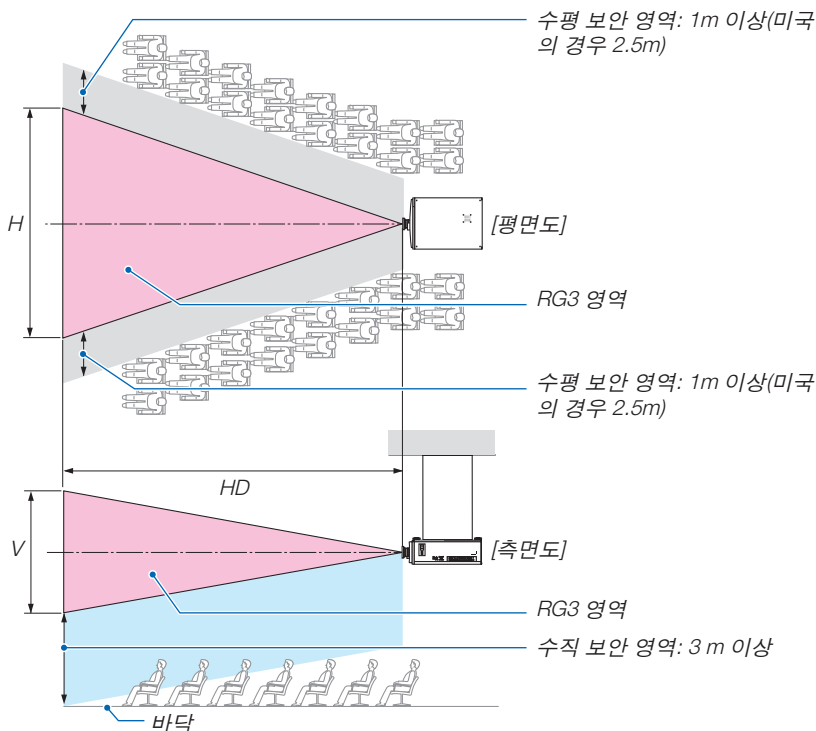 수평 보안 영역: 1m 이상(미국
의 경우 2.5m)
H
[평면도]
RG3 영역
수평 보안 영역: 1m 이상(미국
의 경우 2.5m)
HD
V
[측면도]
RG3 영역
수직 보안 영역: 3 m 이상
바닥